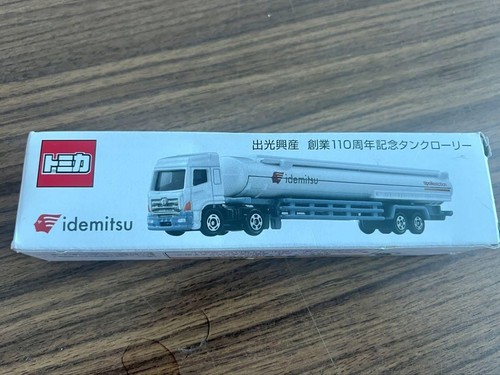 出光興産 創業110周年記念タンクローリー
トミカ
idemitsu
idemitsu